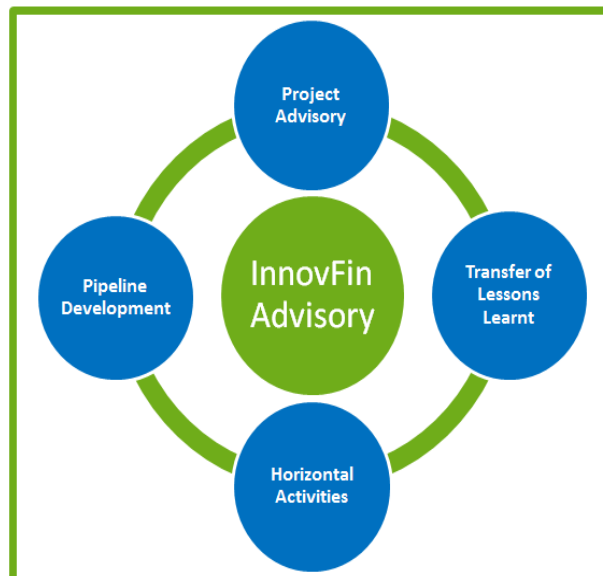 Project
Advisory
Pipeline
Development
InnovFin
Advisory
Transfer of
Lessons
Learnt
Horizontal
Activities